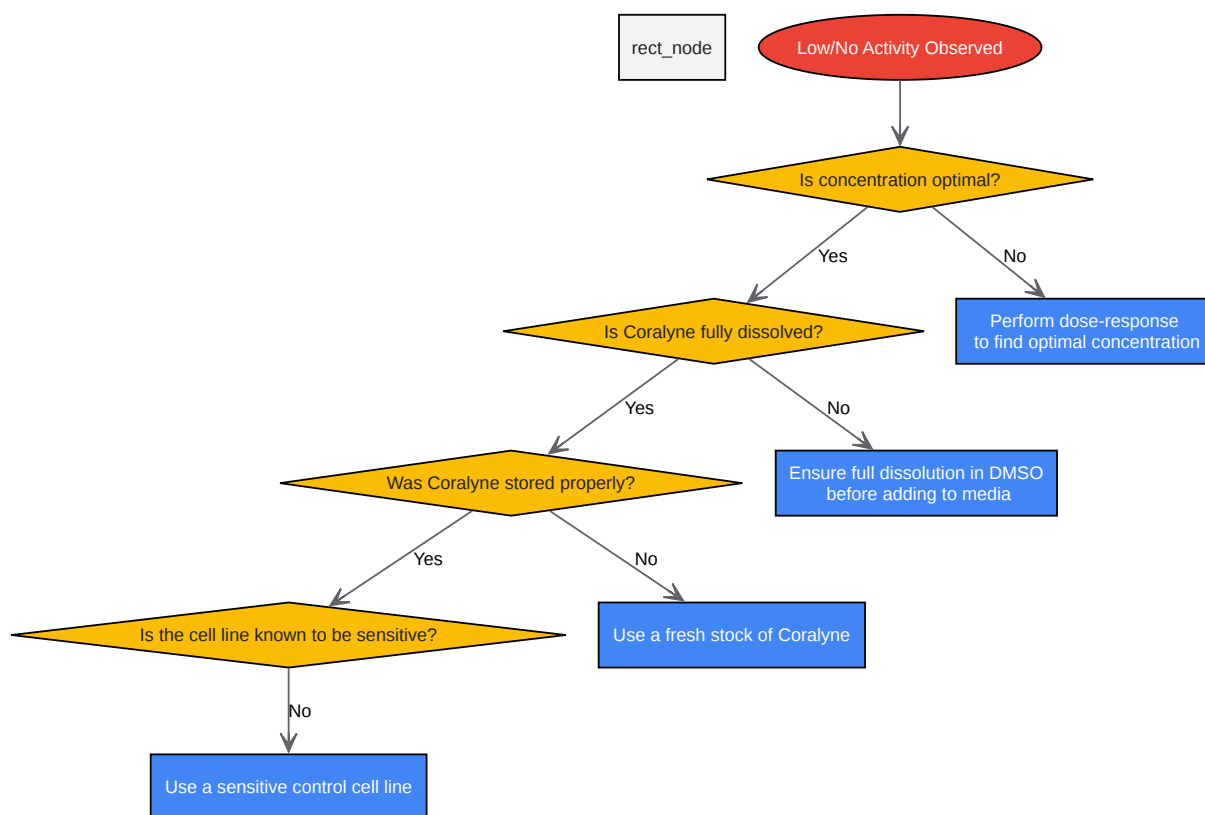 rect_node
Low/No Activity Observed
Is concentration optimal?
Yes
No
Is Coralyne fully dissolved?
Perform dose-response
to find optimal concentration
Yes
No
Was Coralyne stored properly?
Ensure full dissolution in DMSO
before adding to media
Yes
No
Is the cell line known to be sensitive?
Use a fresh stock of Coralyne
No
Use a sensitive control cell line